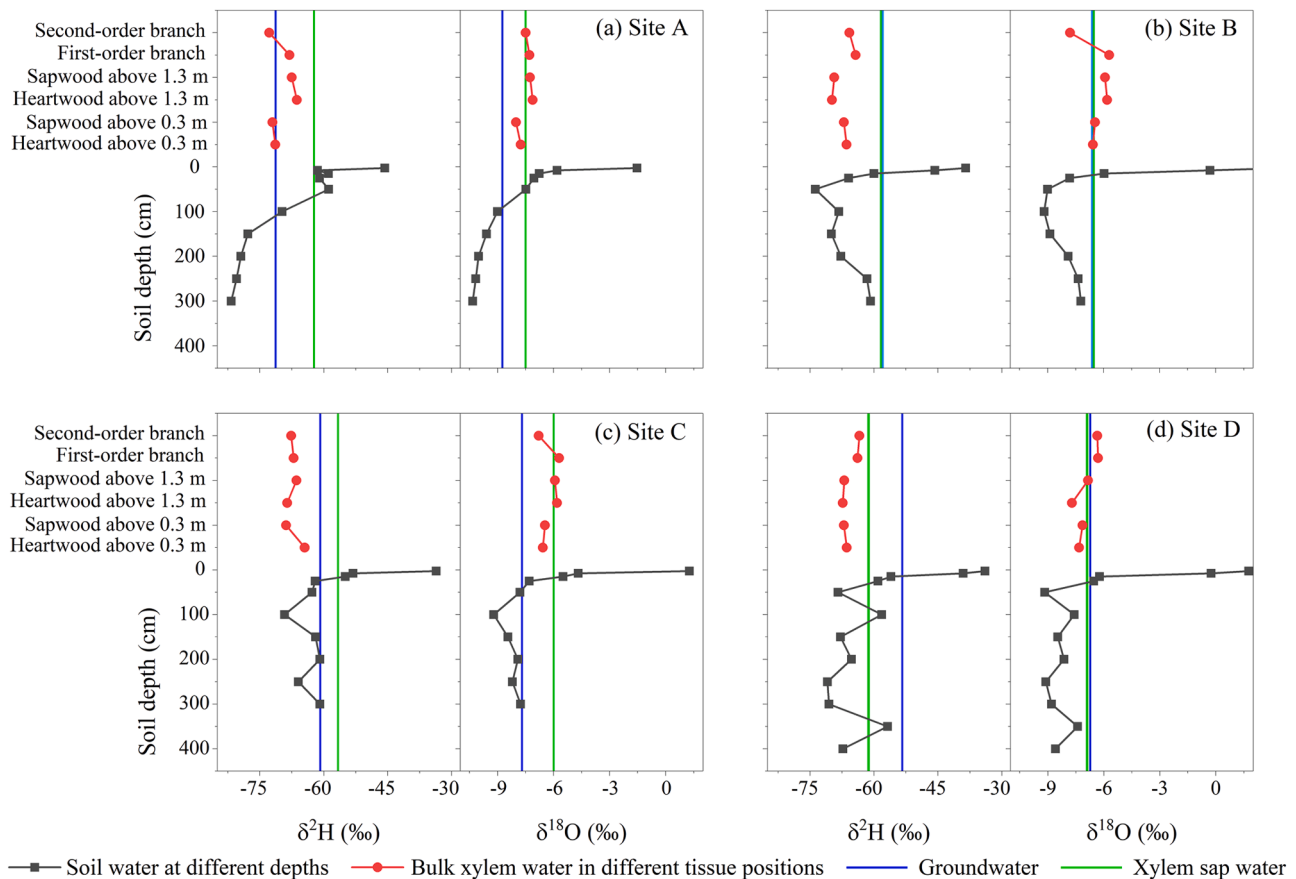 (a) Site A
(b) Site B
Second-order branch
First-order branch
Sapwood above 1.3 m
Heartwood above 1.3 m
Sapwood above 0.3 m
Heartwood above 0.3 m
0
100
200
300
400
Soil depth (cm)
(c) Site C
(d) Site D
Second-order branch
First-order branch
Sapwood above 1.3 m
Heartwood above 1.3 m
Sapwood above 0.3 m
Heartwood above 0.3 m
0
100
200
300
400
Soil depth (cm)
-75 -60 -45 -30 -9 -6 -3 0 -75 -60 -45 -30 -9 -6 -3 0
δ²H (‰) δ¹⁸O (‰) δ²H (‰) δ¹⁸O (‰)
Soil water at different depths Bulk xylem water in different tissue positions Groundwater Xylem sap water